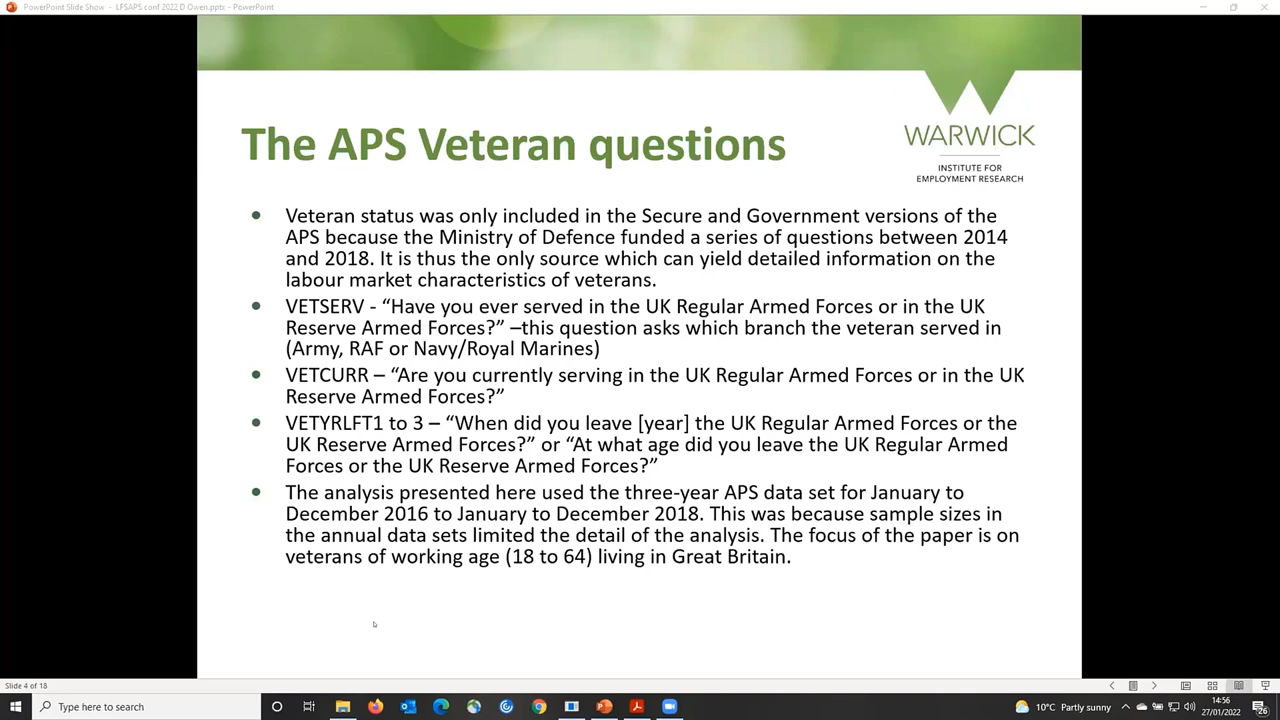 PowerPoint Slide Show - LFSAPS conf 2022 D Owen.pptx - PowerPoint
WARWICK
INSTITUTE FOR
EMPLOYMENT RESEARCH
The APS Veteran questions
• Veteran status was only included in the Secure and Government versions of the
APS because the Ministry of Defence funded a series of questions between 2014
and 2018. It is thus the only source which can yield detailed information on the
labour market characteristics of veterans.
• VETSERV - “Have you ever served in the UK Regular Armed Forces or in the UK
Reserve Armed Forces?” –this question asks which branch the veteran served in
(Army, RAF or Navy/Royal Marines)
• VETCURR – “Are you currently serving in the UK Regular Armed Forces or in the UK
Reserve Armed Forces?”
• VETYRLFT1 to 3 – “When did you leave [year] the UK Regular Armed Forces or the
UK Reserve Armed Forces?” or “At what age did you leave the UK Regular Armed
Forces or the UK Reserve Armed Forces?”
• The analysis presented here used the three-year APS data set for January to
December 2016 to January to December 2018. This was because sample sizes in
the annual data sets limited the detail of the analysis. The focus of the paper is on
veterans of working age (18 to 64) living in Great Britain.
Slide 4 of 18
Type here to search
10°C Partly sunny
14:56
27/01/2022
26